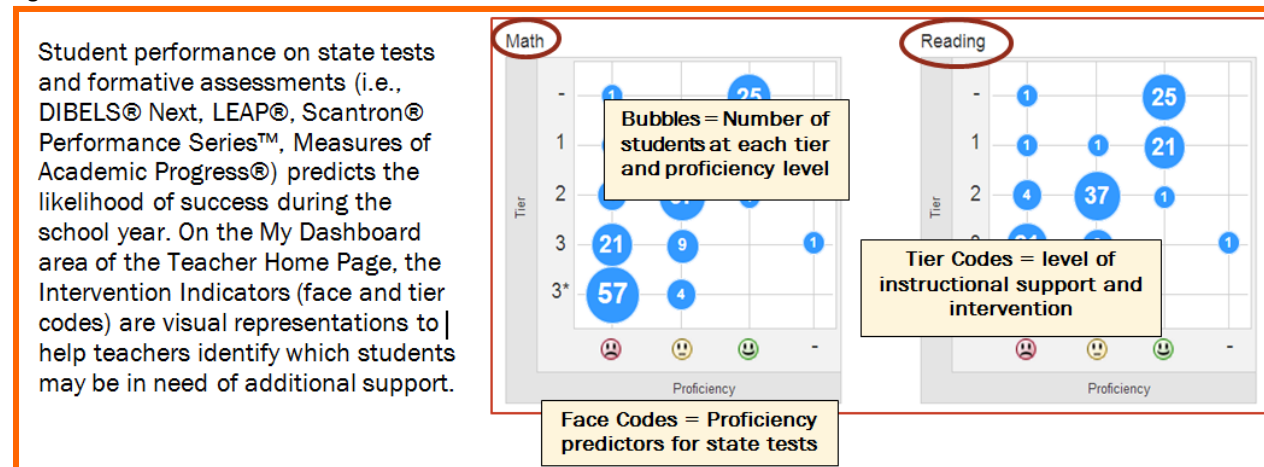 Student performance on state tests
and formative assessments (i.e.,
DIBELS® Next, LEAP®, Scantron®
Performance Series™, Measures of
Academic Progress®) predicts the
likelihood of success during the
school year. On the My Dashboard
area of the Teacher Home Page, the
Intervention Indicators (face and tier
codes) are visual representations to
help teachers identify which students
may be in need of additional support.
Math
- 1 25
Bubbles = Number of
students at each tier
and proficiency level
1
2
3 21 9 1
3* 57 4
Tier
-
Proficiency
Face Codes = Proficiency
predictors for state tests
Reading
- 1 25
1 1 1 21
2 4 37 1
1
Tier
Tier Codes = level of
instructional support and
intervention
-
Proficiency